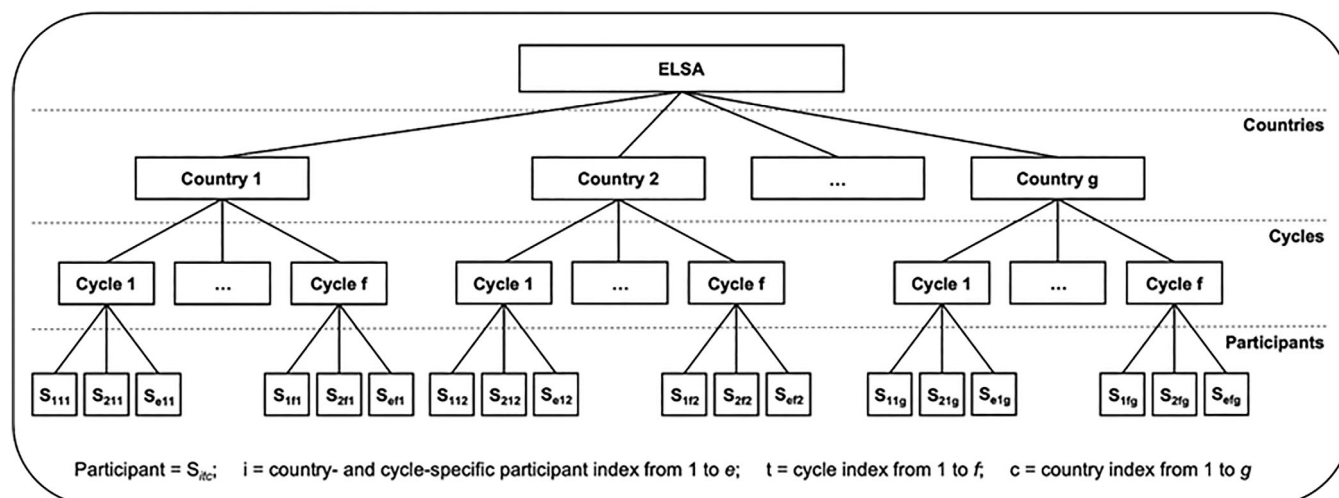 ELSA
Countries
Country 1 Country 2 ... Country g
Cycles
Cycle 1 ... Cycle f Cycle 1 ... Cycle f Cycle 1 ... Cycle f
Participants
S111 S211 Se11 S1f1 S2f1 Sef1 S112 S212 Se12 S1f2 S2f2 Sef2 S11g S21g Se1g S1fg S2fg Sefg
Participant = Sitc; i = country- and cycle-specific participant index from 1 to e; t = cycle index from 1 to f; c = country index from 1 to g